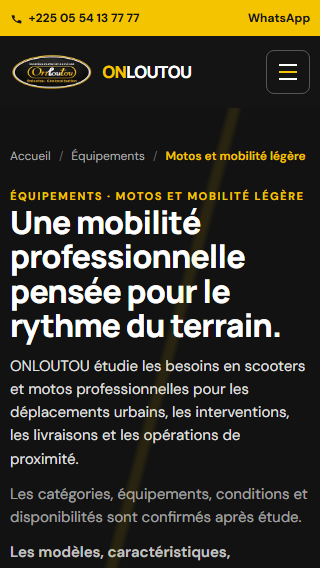 +225 05 54 13 77 77 WhatsApp
Onloutou
ONLOUTOU
Accueil / Équipements / Motos et mobilité légère
ÉQUIPEMENTS · MOTOS ET MOBILITÉ LÉGÈRE
Une mobilité
professionnelle
pensée pour le
rythme du terrain.
ONLOUTOU étudie les besoins en scooters
et motos professionnelles pour les
déplacements urbains, les interventions,
les livraisons et les opérations de
proximité.
Les catégories, équipements, conditions et
disponibilités sont confirmés après étude.
Les modèles, caractéristiques,